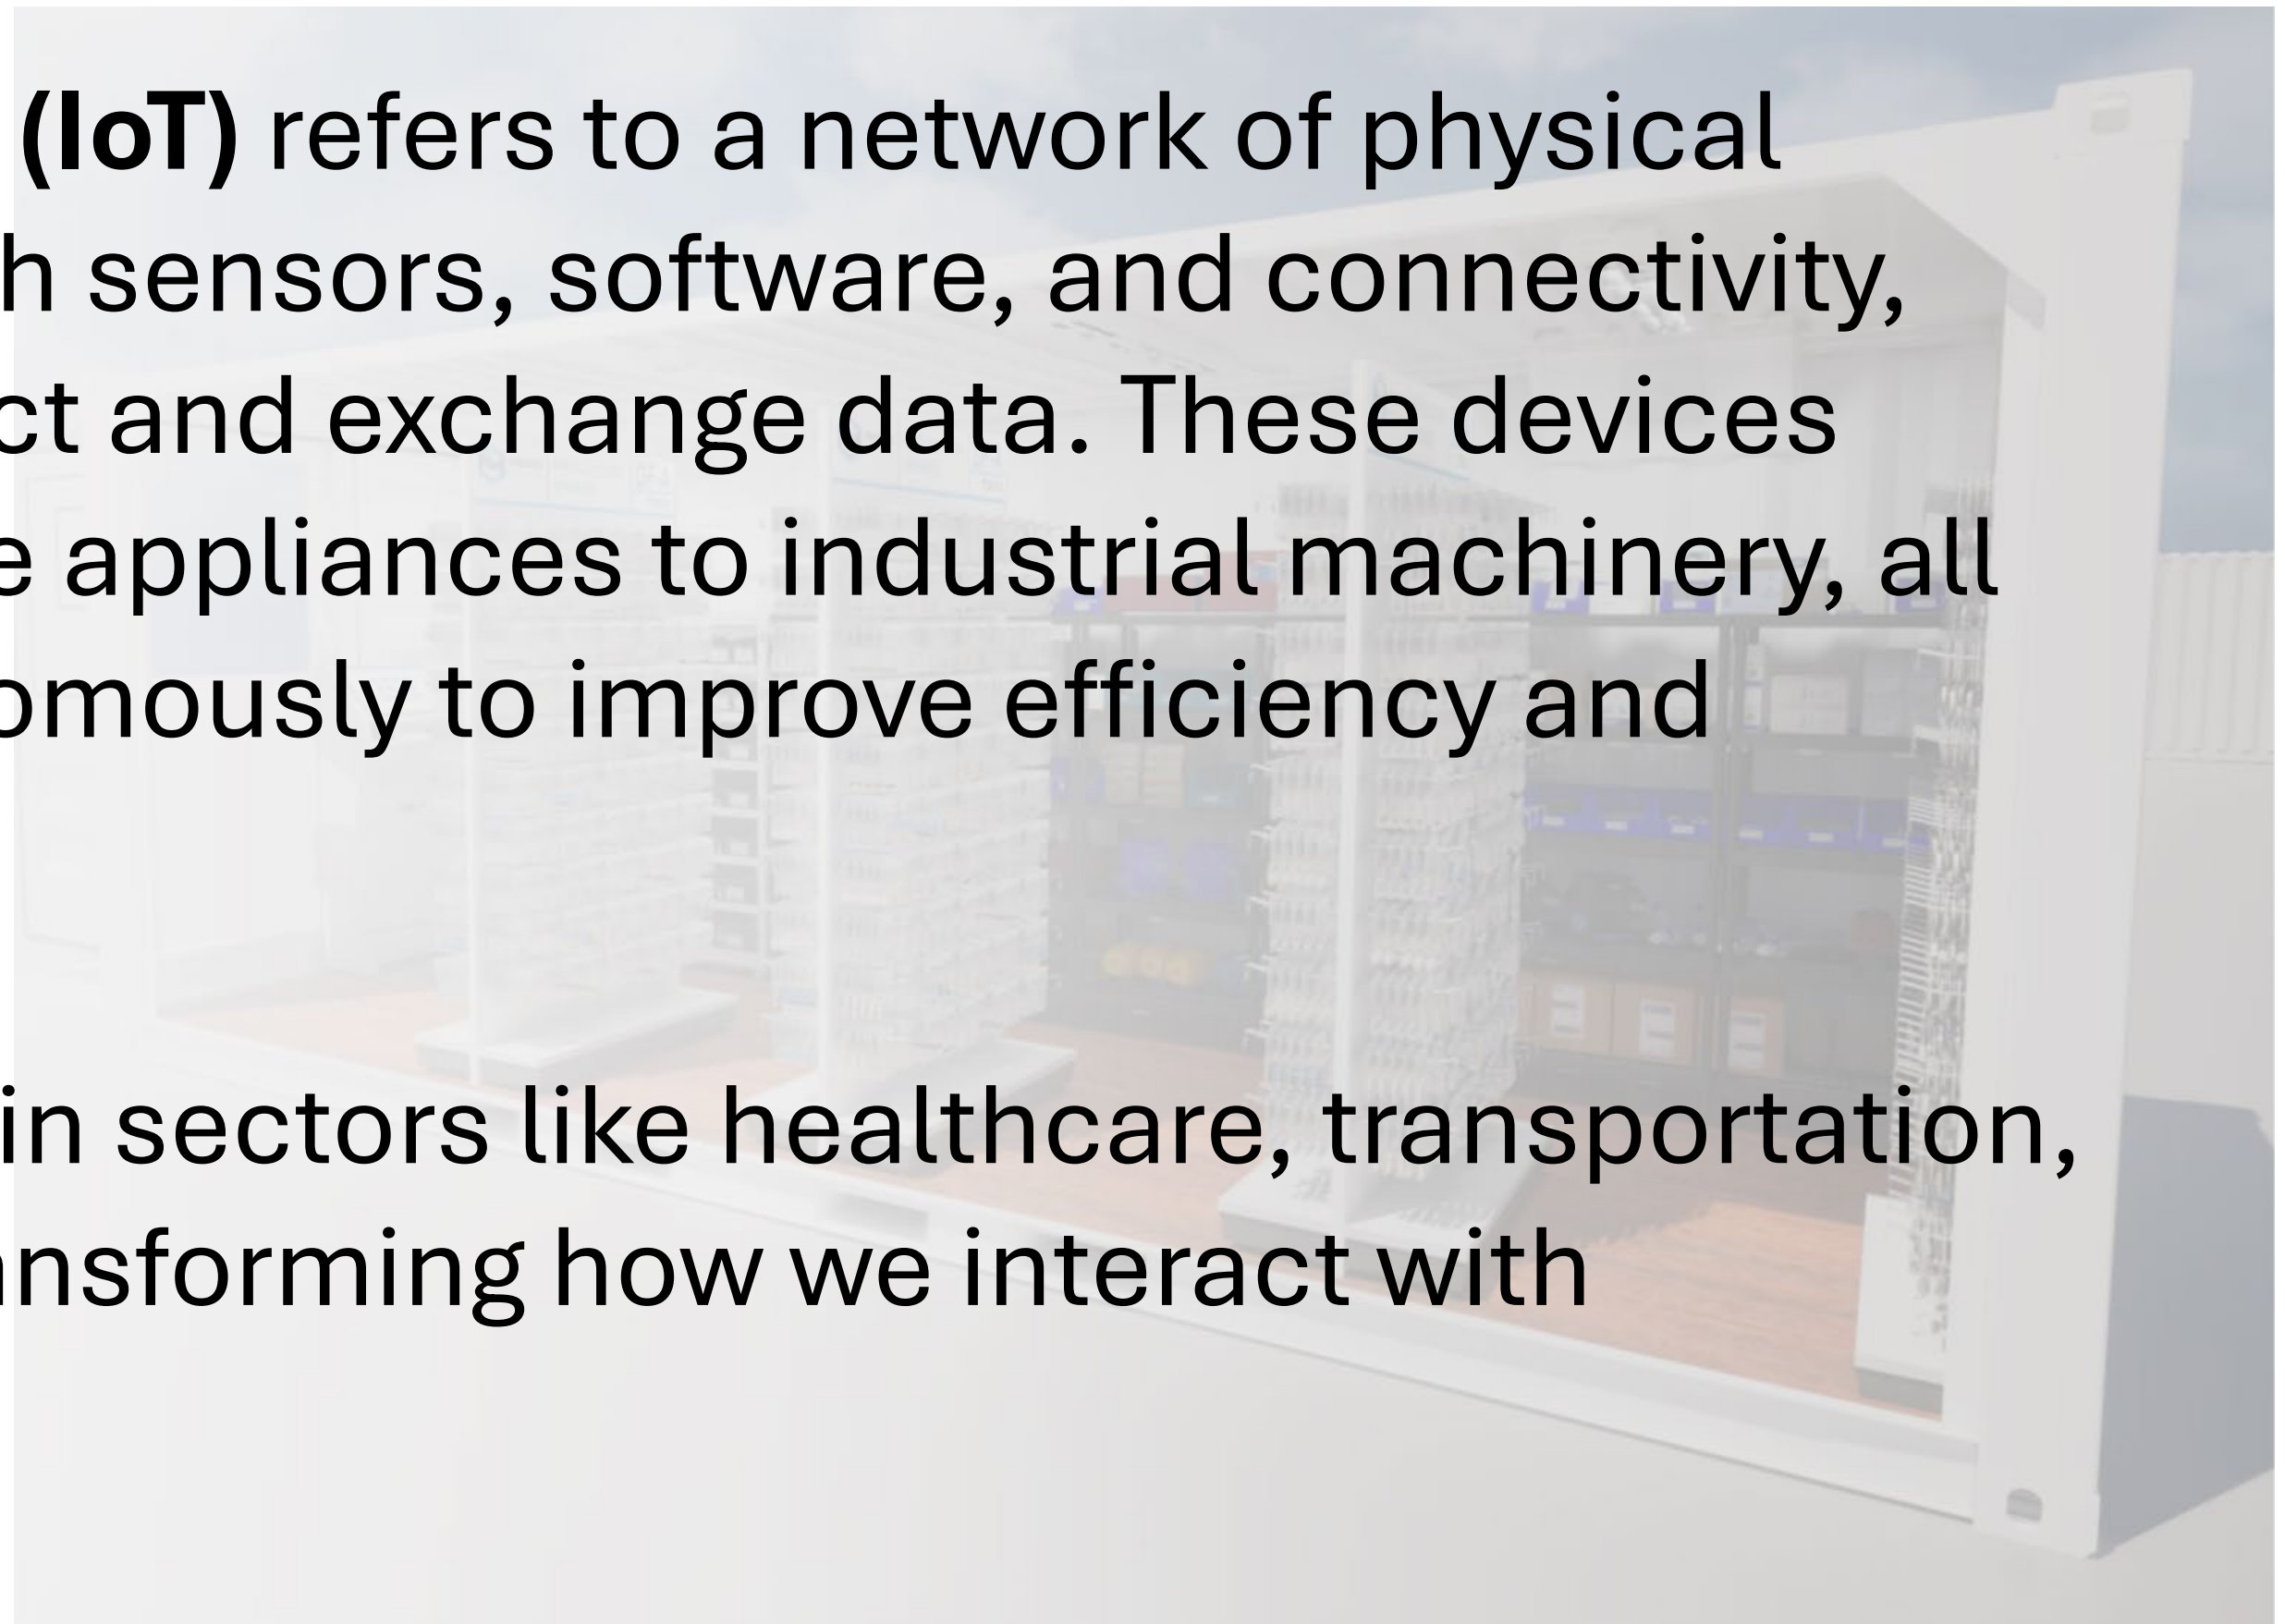 (IoT) refers to a network of physical
h sensors, software, and connectivity,
ct and exchange data. These devices
e appliances to industrial machinery, all
omously to improve efficiency and
in sectors like healthcare, transportation,
ansforming how we interact with